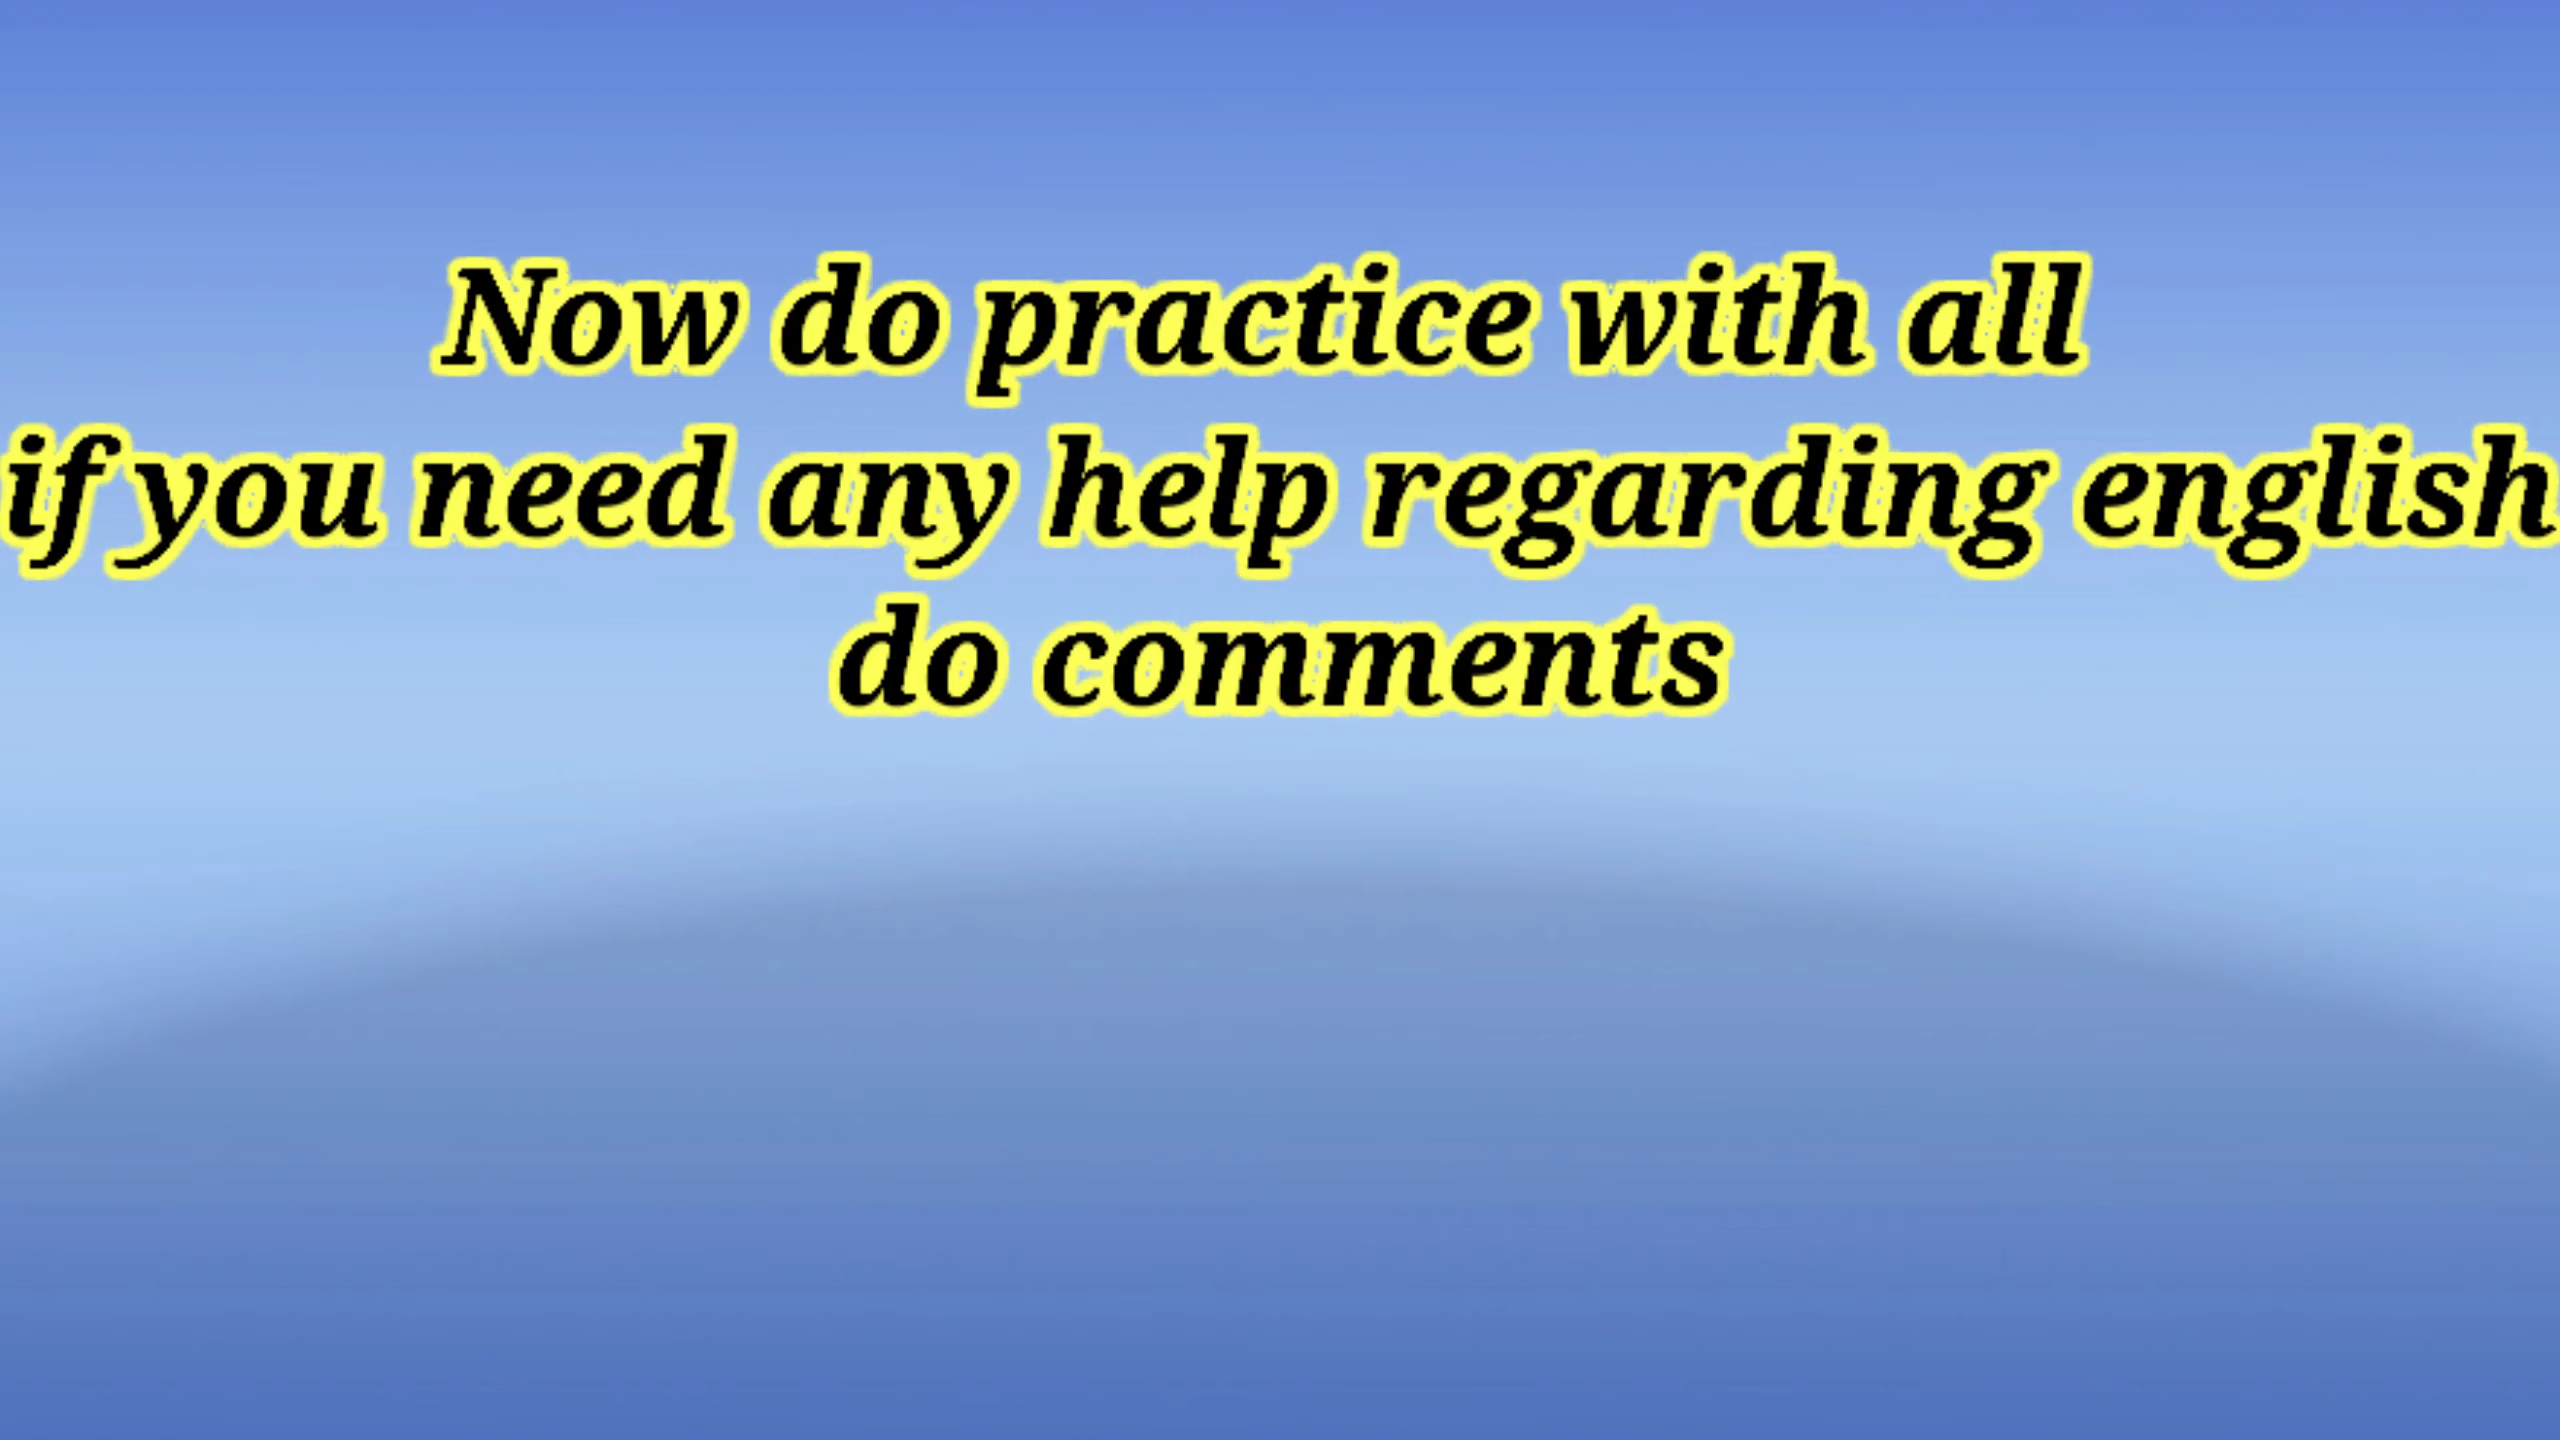 Now do practice with all
if you need any help regarding english
do comments